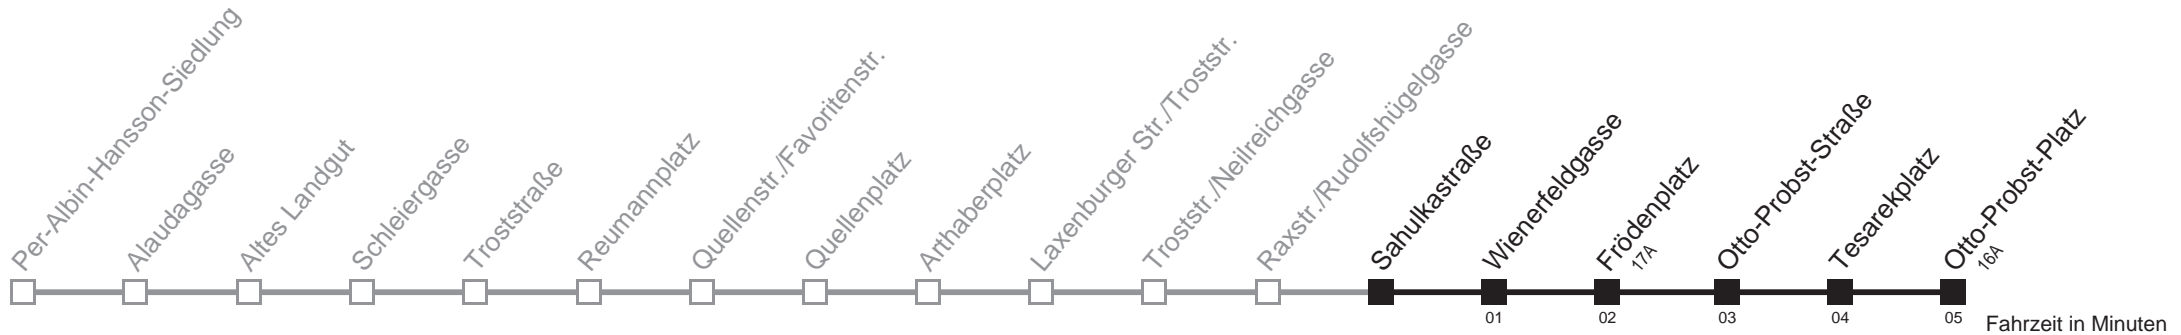 Per-Albin-Hansson-Siedlung
Alaudagasse
Altes Landgut
Schleiergasse
Troststraße
Reumannplatz
Quellenstr./Favoritenstr.
Quellenplatz
Arthaberplatz
Laxenburger Str./Troststr.
Troststr./Neilreichgasse
Raxstr./Rudolfshügelgasse
Sahulkastraße
Wienerfeldgasse
Frödenplatz
17A
Otto-Probst-Straße
Tesarekplatz
Otto-Probst-Platz
16A
01 02 03 04 05
Fahrzeit in Minuten